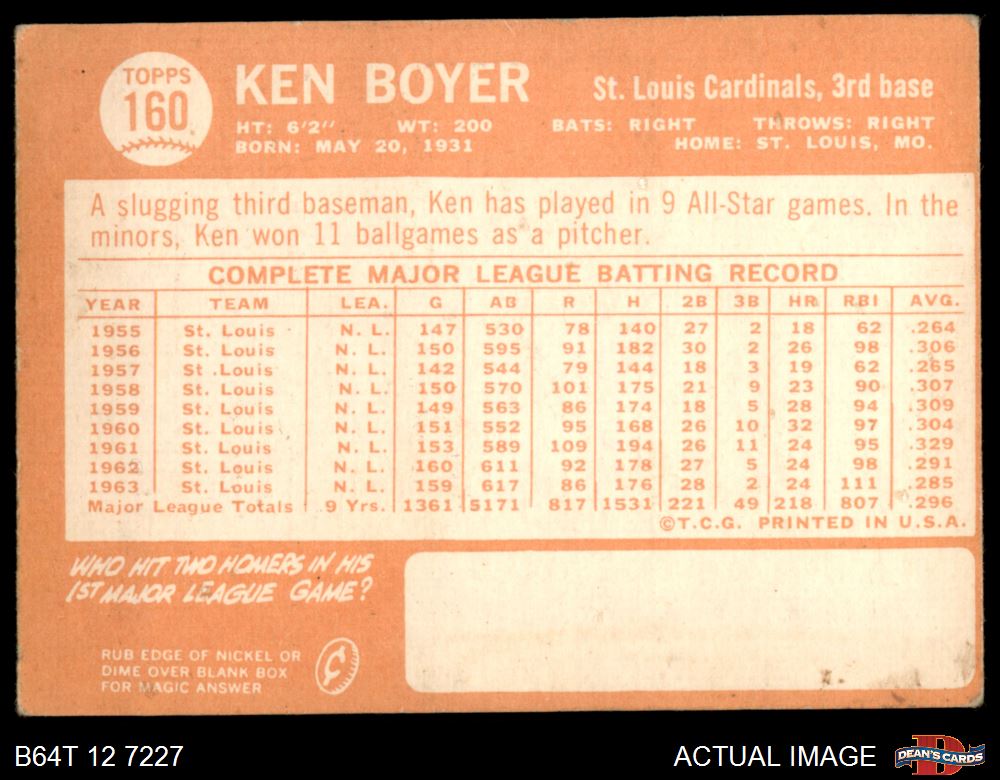 TOPPS
160
KEN BOYER
St. Louis Cardinals, 3rd base
HT: 6'2" WT: 200 BATS: RIGHT THROWS: RIGHT
BORN: MAY 20, 1931 HOME: ST. LOUIS, MO.
A slugging third baseman, Ken has played in 9 All-Star games. In the
minors, Ken won 11 ballgames as a pitcher.
COMPLETE MAJOR LEAGUE BATTING RECORD
YEAR TEAM LEA. G AB R H 2B 3B HR RBI AVG.
1955 St. Louis N. L. 147 530 78 140 27 2 18 62 .264
1956 St. Louis N. L. 150 595 91 182 30 2 26 98 .306
1957 St. Louis N. L. 142 544 79 144 18 3 19 62 .265
1958 St. Louis N. L. 150 570 101 175 21 9 23 90 .307
1959 St. Louis N. L. 149 563 86 174 18 5 28 94 .309
1960 St. Louis N. L. 151 552 95 168 26 10 32 97 .304
1961 St. Louis N. L. 153 589 109 194 26 11 24 95 .329
1962 St. Louis N. L. 160 611 92 178 27 5 24 98 .291
1963 St. Louis N. L. 159 617 86 176 28 2 24 111 .285
Major League Totals 9 Yrs. 1361 5171 817 1531 221 49 218 807 .296
©T.C.G. PRINTED IN U.S.A.
WHO HIT TWO HOMERS IN HIS
1ST MAJOR LEAGUE GAME?
RUB EDGE OF NICKEL OR
DIME OVER BLANK BOX
FOR MAGIC ANSWER
¢
B64T 12 7227
ACTUAL IMAGE
DEAN'S CARDS